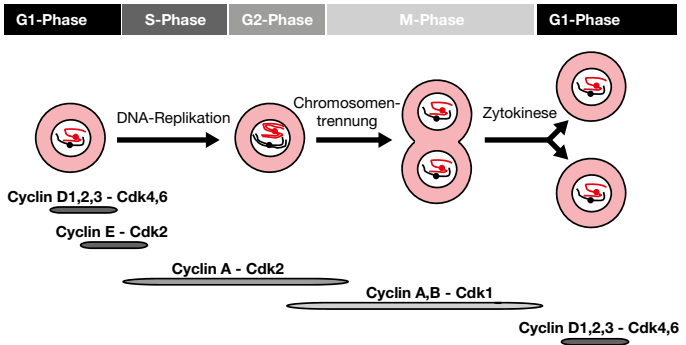 G1-Phase
S-Phase
G2-Phase
M-Phase
G1-Phase
DNA-Replikation
Chromosomen-
trennung
Zytokinese
Cyclin D1,2,3 - Cdk4,6
Cyclin E - Cdk2
Cyclin A - Cdk2
Cyclin A,B - Cdk1
Cyclin D1,2,3 - Cdk4,6